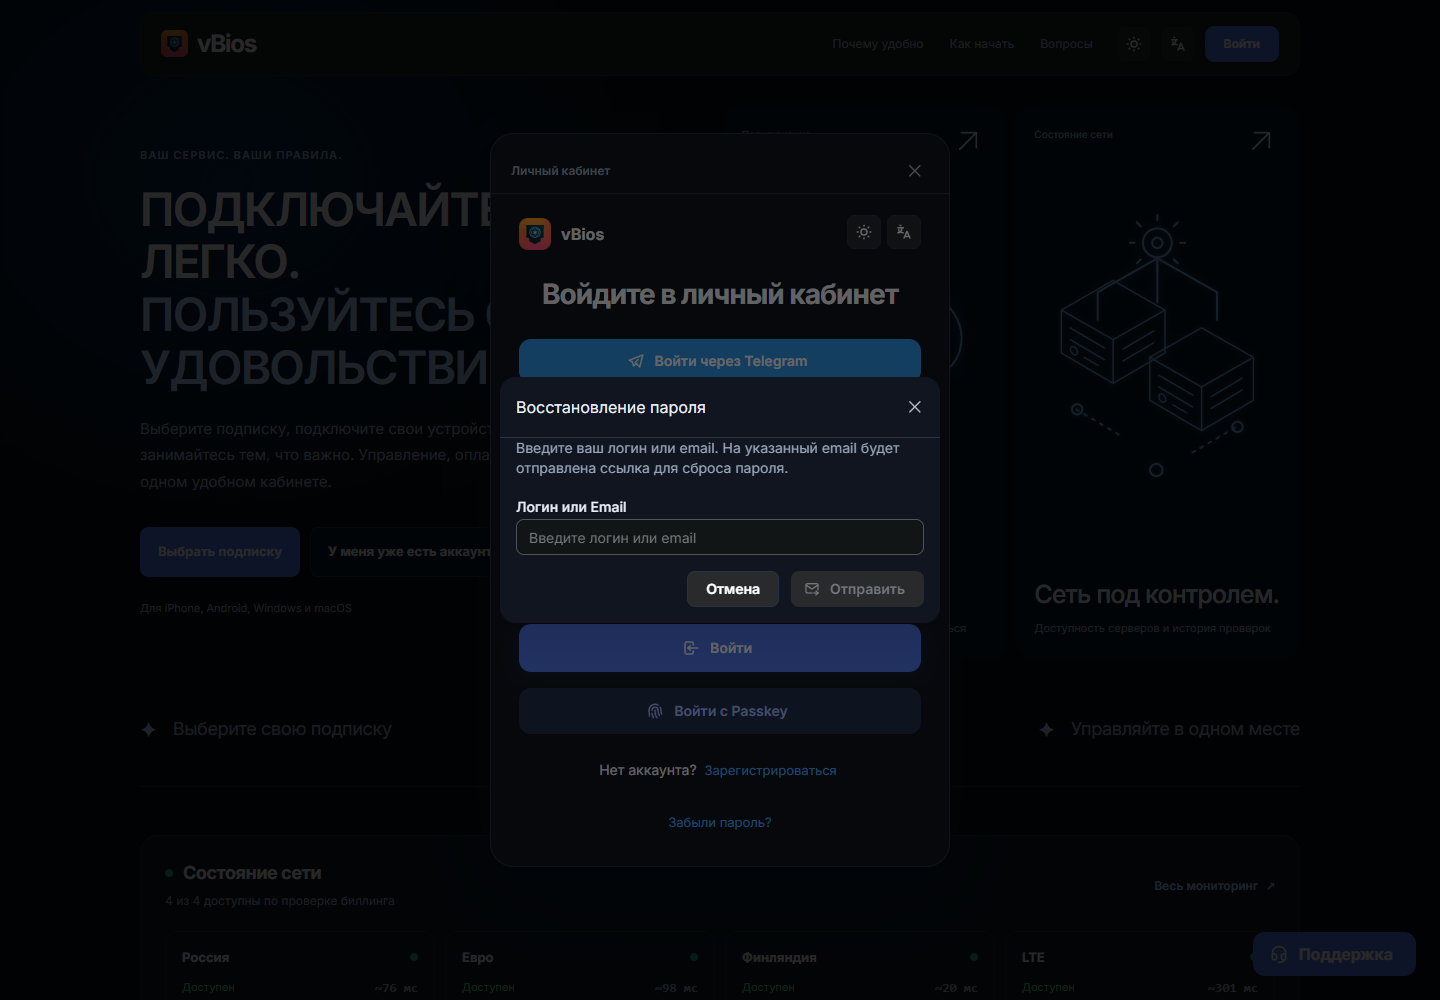 vBios
Почему удобно
Как начать
Вопросы
Войти
ВАШ СЕРВИС. ВАШИ ПРАВИЛА.
ПОДКЛЮЧАЙТЕ
ЛЕГКО.
ПОЛЬЗУЙТЕСЬ
УДОВОЛЬСТВИ
Выберите подписку, подключите свои устройст
занимайтесь тем, что важно. Управление, опла
одном удобном кабинете.
Выбрать подписку
У меня уже есть аккаунт
Для iPhone, Android, Windows и macOS
Состояние сети
Сеть под контролем.
Доступность серверов и история проверок
Личный кабинет
vBios
Войдите в личный кабинет
Войти через Telegram
Восстановление пароля
Введите ваш логин или email. На указанный email будет
отправлена ссылка для сброса пароля.
Логин или Email
Введите логин или email
Отмена
Отправить
Войти
Войти с Passkey
Нет аккаунта? Зарегистрироваться
Забыли пароль?
Выберите свою подписку
Управляйте в одном месте
Состояние сети
4 из 4 доступны по проверке биллинга
Весь мониторинг ↗
Россия
Доступен
~76 мс
Евро
Доступен
~98 мс
Финляндия
Доступен
~20 мс
LTE
Доступен
~301 мс
Поддержка